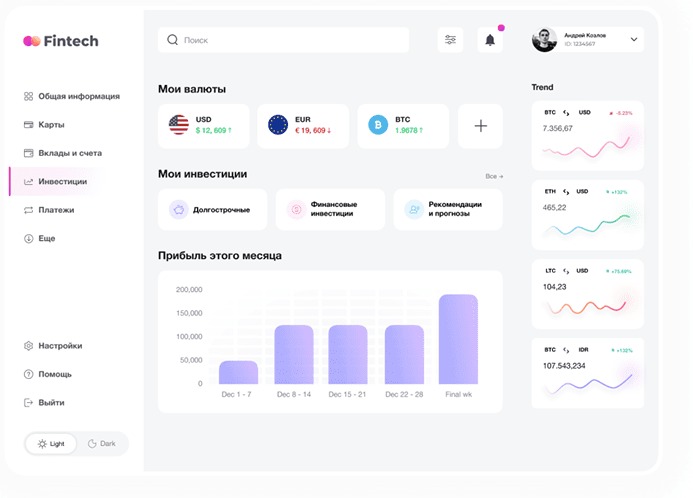 Fintech
Общая информация
Карты
Вклады и счета
Инвестиции
Платежи
Еще
Настройки
Помощь
Выйти
Light
Dark
Поиск
Андрей Козлов
ID: 1234567
Мои валюты
USD
$ 12, 609 ↑
EUR
€ 19, 609 ↓
BTC
1.9678 ↑
Мои инвестиции
Все →
Долгосрочные
Финансовые
инвестиции
Рекомендации
и прогнозы
Прибыль этого месяца
200,000
150,000
100,000
50,000
0
Dec 1 - 7
Dec 8 - 14
Dec 15 - 21
Dec 22 - 28
Final wk
Trend
BTC USD
-0.23%
7.356,67
ETH USD
+132%
465,22
LTC USD
+75.69%
104,23
BTC IDR
+132%
107.543,234